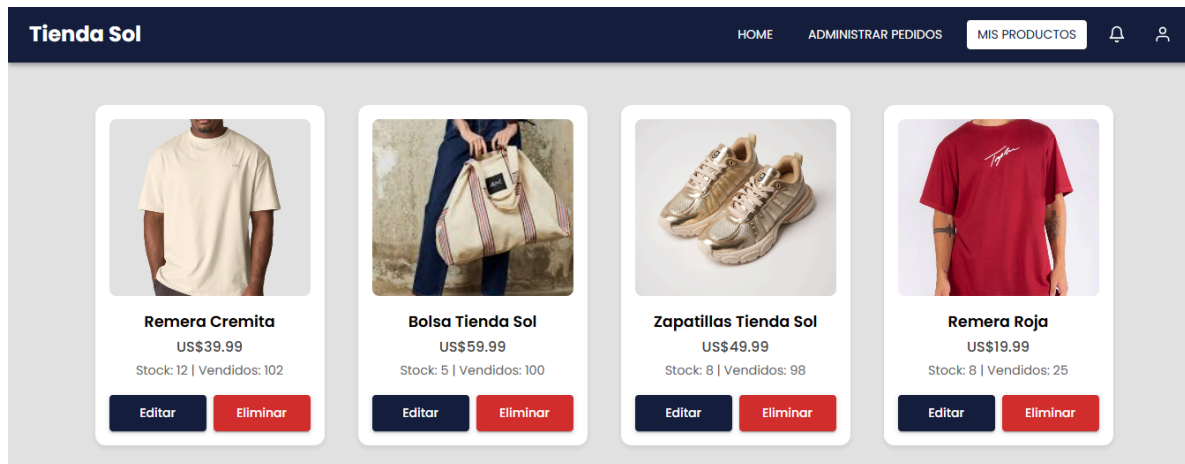 Tienda Sol
HOME
ADMINISTRAR PEDIDOS
MIS PRODUCTOS
Remera Cremita
US$39.99
Stock: 12 | Vendidos: 102
Editar
Eliminar
Bolsa Tienda Sol
US$59.99
Stock: 5 | Vendidos: 100
Editar
Eliminar
Zapatillas Tienda Sol
US$49.99
Stock: 8 | Vendidos: 98
Editar
Eliminar
Remera Roja
US$19.99
Stock: 8 | Vendidos: 25
Editar
Eliminar